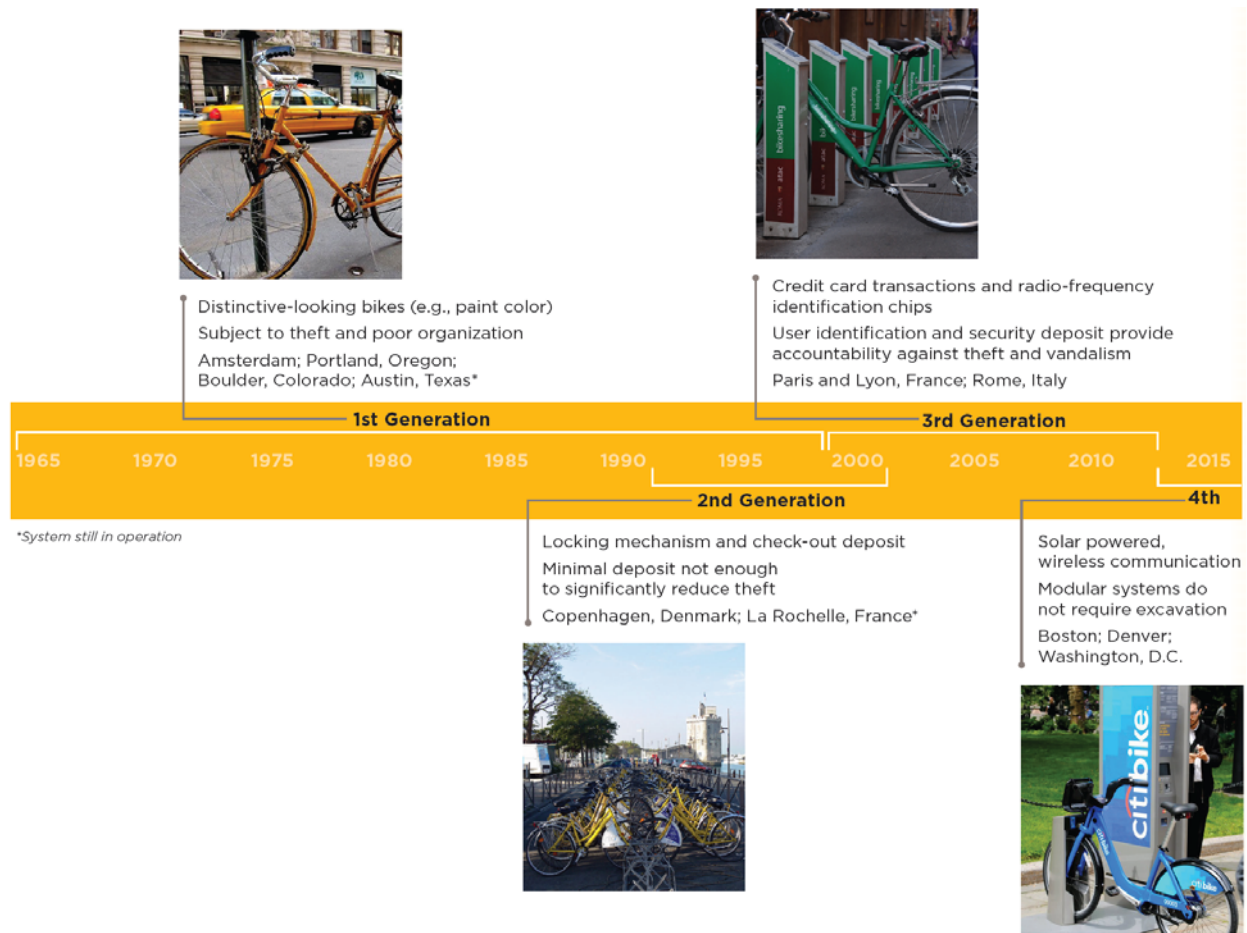 Distinctive-looking bikes (e.g., paint color)
Subject to theft and poor organization
Amsterdam; Portland, Oregon;
Boulder, Colorado; Austin, Texas*
bikesharing
atac
Credit card transactions and radio-frequency
identification chips
User identification and security deposit provide
accountability against theft and vandalism
Paris and Lyon, France; Rome, Italy
1st Generation
3rd Generation
1965 1970 1975 1980 1985 1990 1995 2000 2005 2010 2015
2nd Generation
4th
*System still in operation
Locking mechanism and check-out deposit
Minimal deposit not enough
to significantly reduce theft
Copenhagen, Denmark; La Rochelle, France*
Solar powered,
wireless communication
Modular systems do
not require excavation
Boston; Denver;
Washington, D.C.
citibike
citibike
citibike